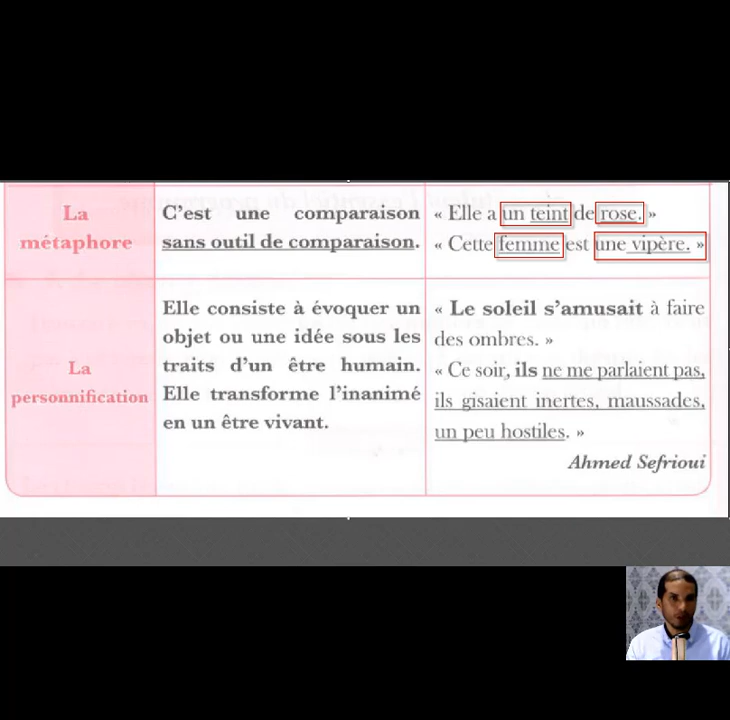 La
métaphore
C'est une comparaison
sans outil de comparaison.
« Elle a un teint de rose. »
« Cette femme est une vipère. »
La
personnification
Elle consiste à évoquer un
objet ou une idée sous les
traits d'un être humain.
Elle transforme l'inanimé
en un être vivant.
« Le soleil s'amusait à faire
des ombres. »
« Ce soir, ils ne me parlaient pas,
ils gisaient inertes, maussades,
un peu hostiles. »
Ahmed Sefrioui